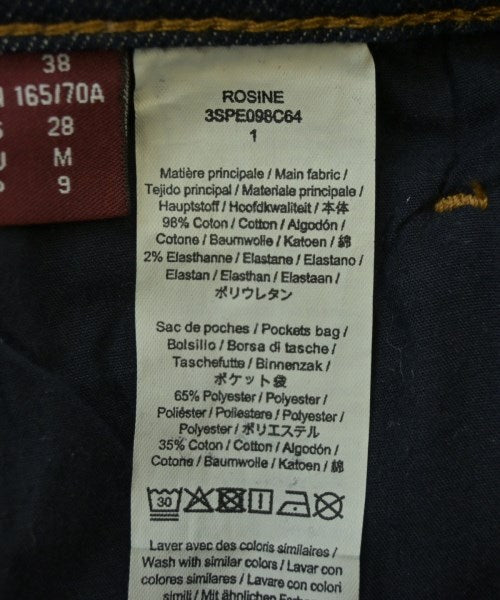 38
165/70A
28
M
9
ROSINE
3SPE098C64
1
Matière principale / Main fabric /
Tejido principal / Materiale principale /
Hauptstoff / Hoofdkwaliteit / 本体
98% Coton / Cotton / Algodón /
Cotone / Baumwolle / Katoen / 綿
2% Elasthanne / Elastane / Elastano /
Elastan / Elasthan / Elastaan /
ポリウレタン
Sac de poches / Pockets bag /
Bolsillo / Borsa di tasche /
Taschefutte / Binnenzak /
ポケット袋
65% Polyester / Polyester /
Poliéster / Poliestere / Polyester /
Polyester / ポリエステル
35% Coton / Cotton / Algodón /
Cotone / Baumwolle / Katoen / 綿
30
Laver avec des coloris similaires /
Wash with similar colors / Lavar con
colores similares / Lavare con colori
simili / Mit ähnlichen Farben